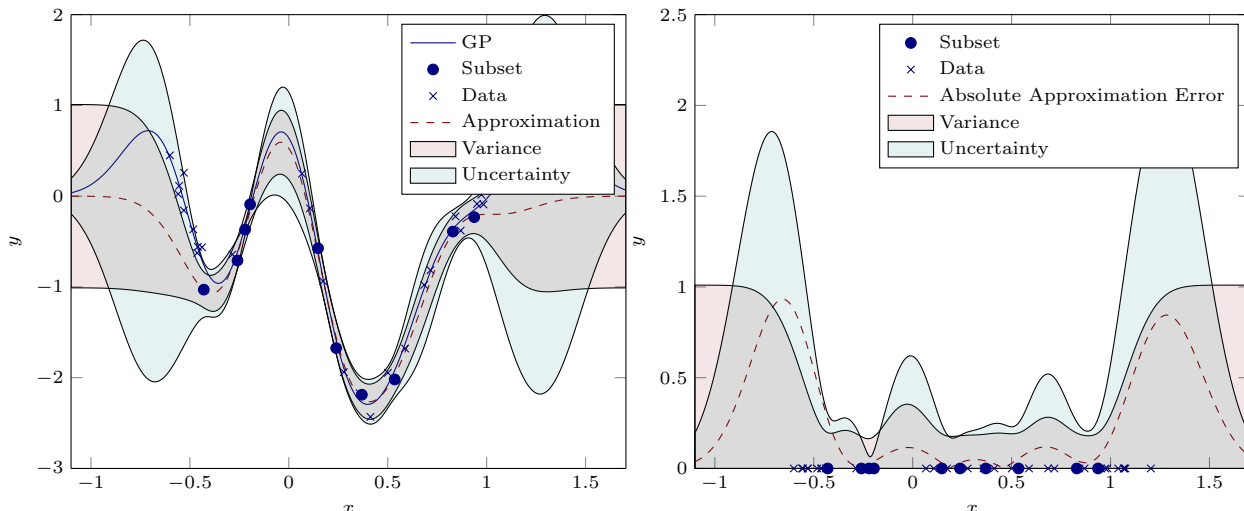 2
1
0
−1
−2
−3
−1
−0.5
0
0.5
1
1.5
x
y
GP
Subset
Data
Approximation
Variance
Uncertainty
2.5
2
1.5
1
0.5
0
−1
−0.5
0
0.5
1
1.5
x
y
Subset
Data
Absolute Approximation Error
Variance
Uncertainty